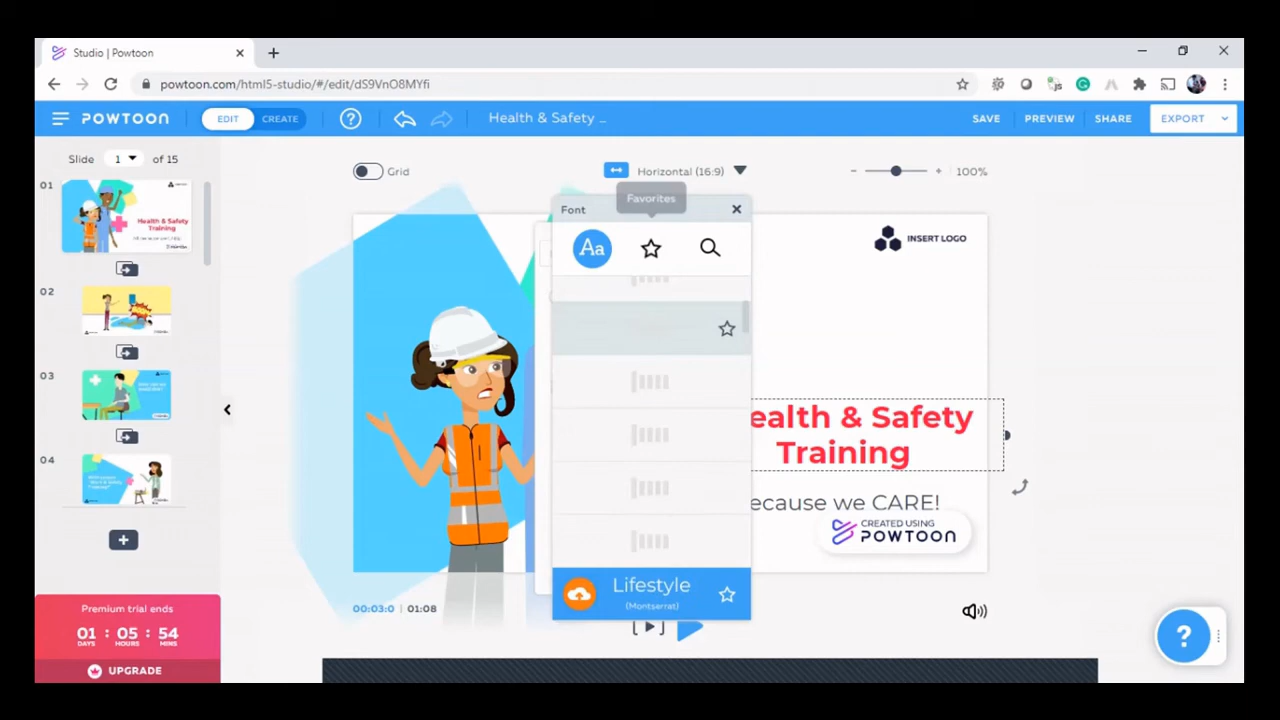 Studio | Powtoon
powtoon.com/html5-studio/#/edit/dS9VnO8MYfi
POWTOON
EDIT
CREATE
Health & Safety ..
SAVE
PREVIEW
SHARE
EXPORT
Slide 1 of 15
Grid
Horizontal (16:9)
100%
Favorites
Font
Aa
INSERT LOGO
01
Health & Safety
Training
02
03
04
ealth & Safety
Training
ecause we CARE!
CREATED USING
POWTOON
Lifestyle
(Montserrat)
00:03:0 | 01:08
Premium trial ends
01 : 05 : 54
DAYS HOURS MINS
UPGRADE